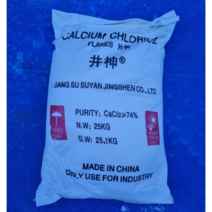 CALCIUM CHLORIDE
FLAKES 片状
井神®
JIANG SU SUYAN JINGSHEN CO.,LTD
PURITY: CaCl2≥74%
N.W: 25KG
G.W: 25.1KG
MADE IN CHINA
ONLY USE FOR INDUSTRY